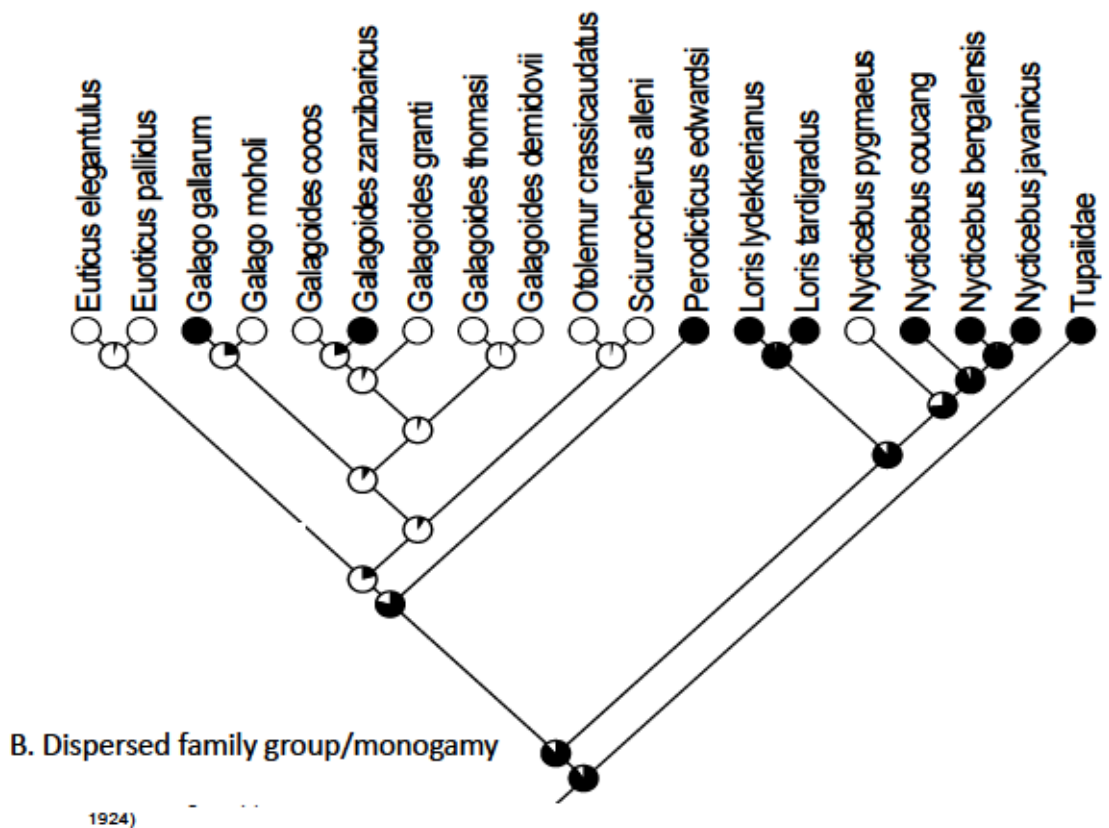 Euticus elegantulus
Euoticus pallidus
Galago gallarum
Galago moholi
Galagoides cocos
Galagoides zanzibaricus
Galagoides granti
Galagoides thomasi
Galagoides demidovii
Otolemur crassicaudatus
Sciurocheirus alleni
Perodicticus edwardsi
Loris lydekkerianus
Loris tardigradus
Nycticebus pygmaeus
Nycticebus coucang
Nycticebus bengalensis
Nycticebus javanicus
Tupaiidae
B. Dispersed family group/monogamy
1924)